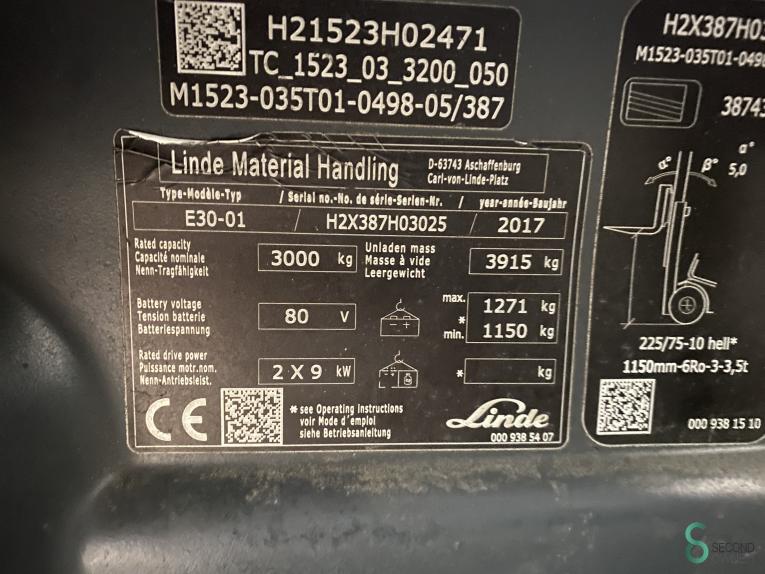 H21523H02471
TC_1523_03_3200_050
M1523-035T01-0498-05/387
Linde Material Handling
D-63743 Aschaffenburg
Carl-von-Linde-Platz
Type-Modèle-Typ / Serial no.-No. de série-Serien-Nr. / year-année-Baujahr
E30-01 / H2X387H03025 / 2017
Rated capacity
Capacité nominale
Nenn-Tragfähigkeit
3000 kg
Unladen mass
Masse à vide
Leergewicht
3915 kg
Battery voltage
Tension batterie
Batteriespannung
80 V
max. 1271 kg
*
min. 1150 kg
Rated drive power
Puissance motr.nom.
Nenn-Antriebsleist.
2 X 9 kW
* kg
CE
* see Operating instructions
voir Mode d´emploi
siehe Betriebsanleitung
Linde
000 938 54 07
H2X387H03
M1523-035T01-0498
38743
α°
α° β° 5,0
225/75-10 hell*
1150mm-6Ro-3-3,5t
000 938 15 10
SECOND